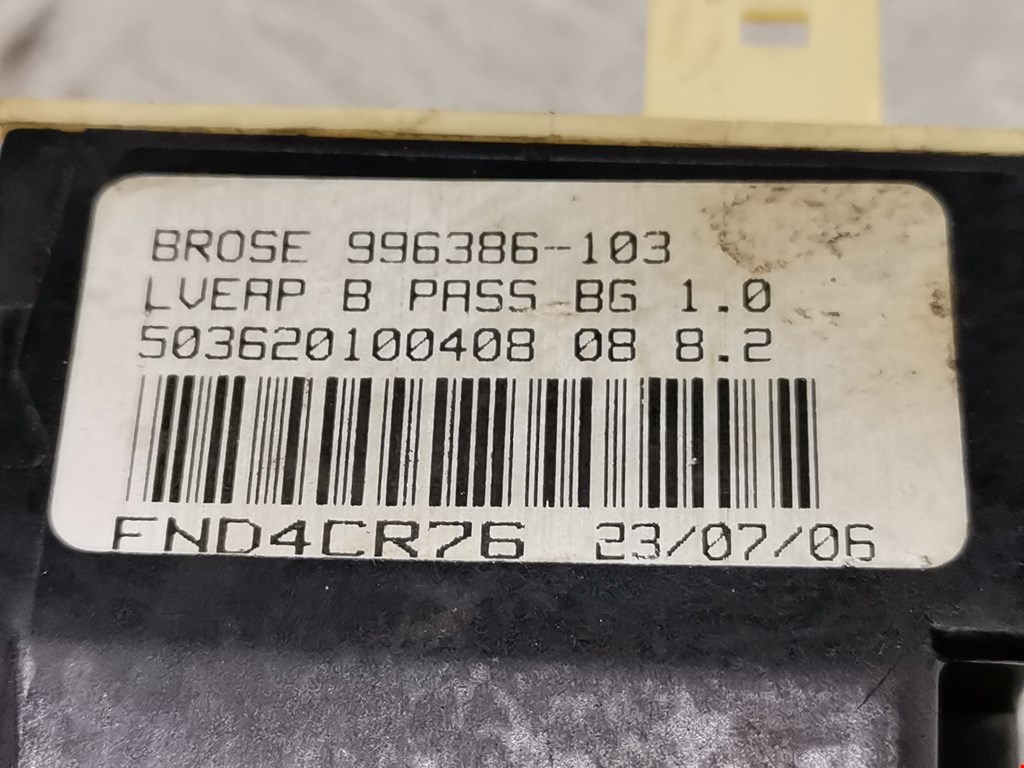 BROSE 996386-103
LVEAP B PASS BG 1.0
503620100408 08 8.2
FND4CR76 23/07/06